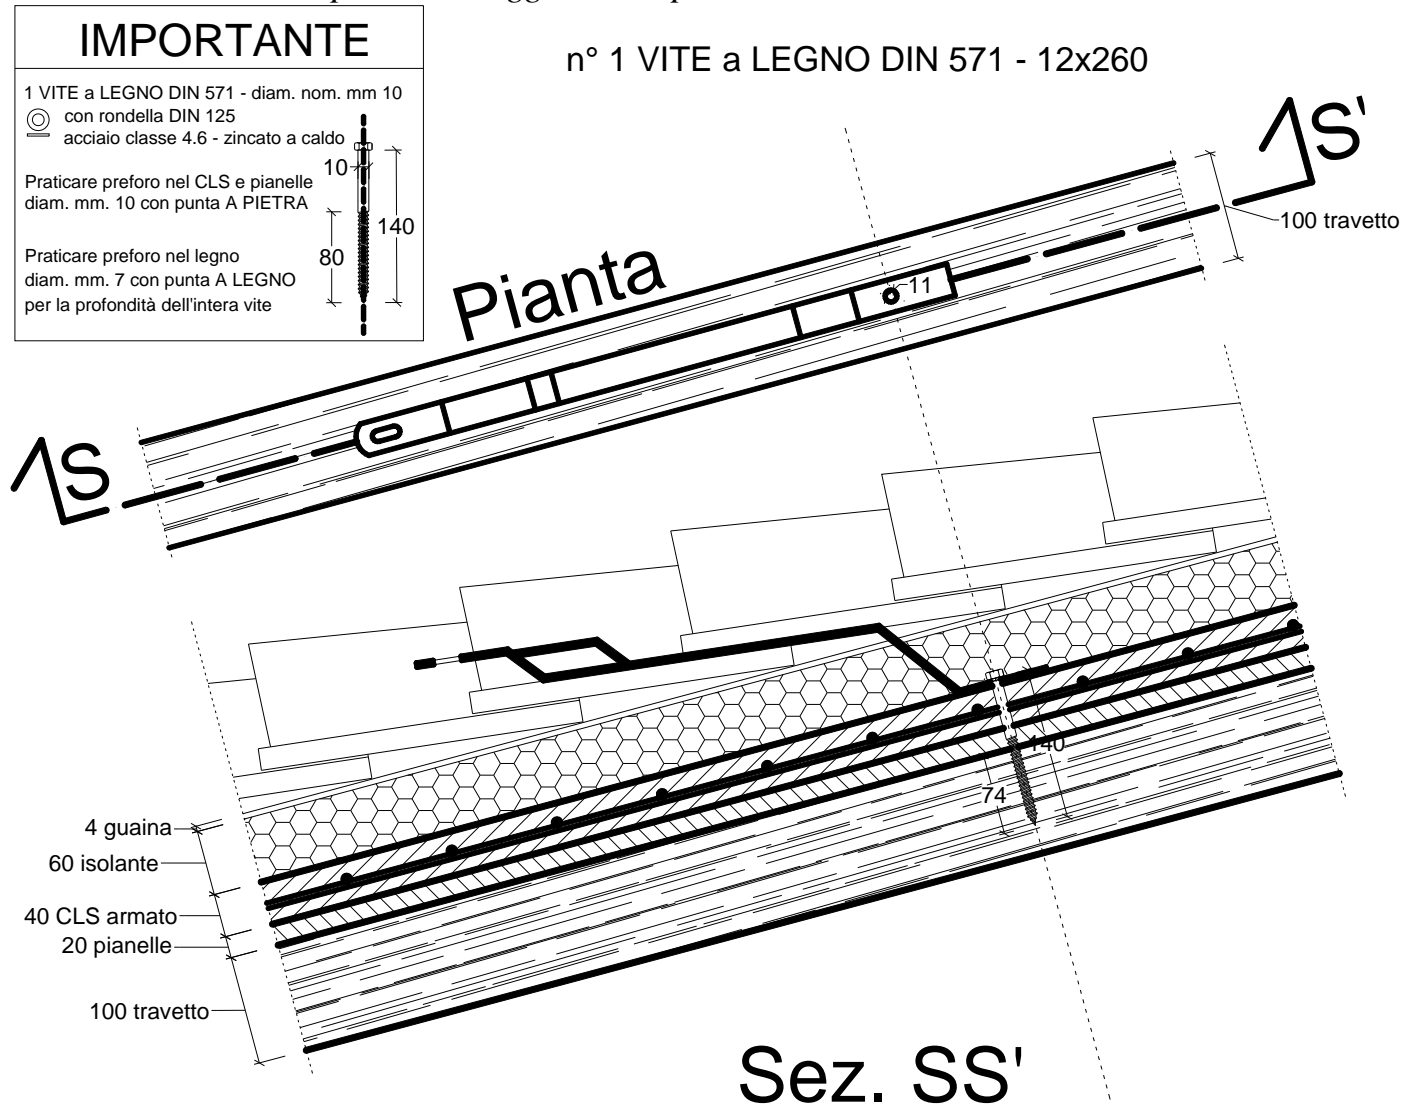 IMPORTANTE
1 VITE a LEGNO DIN 571 - diam. nom. mm 10
con rondella DIN 125
acciaio classe 4.6 - zincato a caldo
10
Praticare preforo nel CLS e pianelle
diam. mm. 10 con punta A PIETRA
140
80
Praticare preforo nel legno
diam. mm. 7 con punta A LEGNO
per la profondità dell'intera vite
n° 1 VITE a LEGNO DIN 571 - 12x260
S'
100 travetto
Pianta
11
S
140
74
4 guaina
60 isolante
40 CLS armato
20 pianelle
100 travetto
Sez. SS'